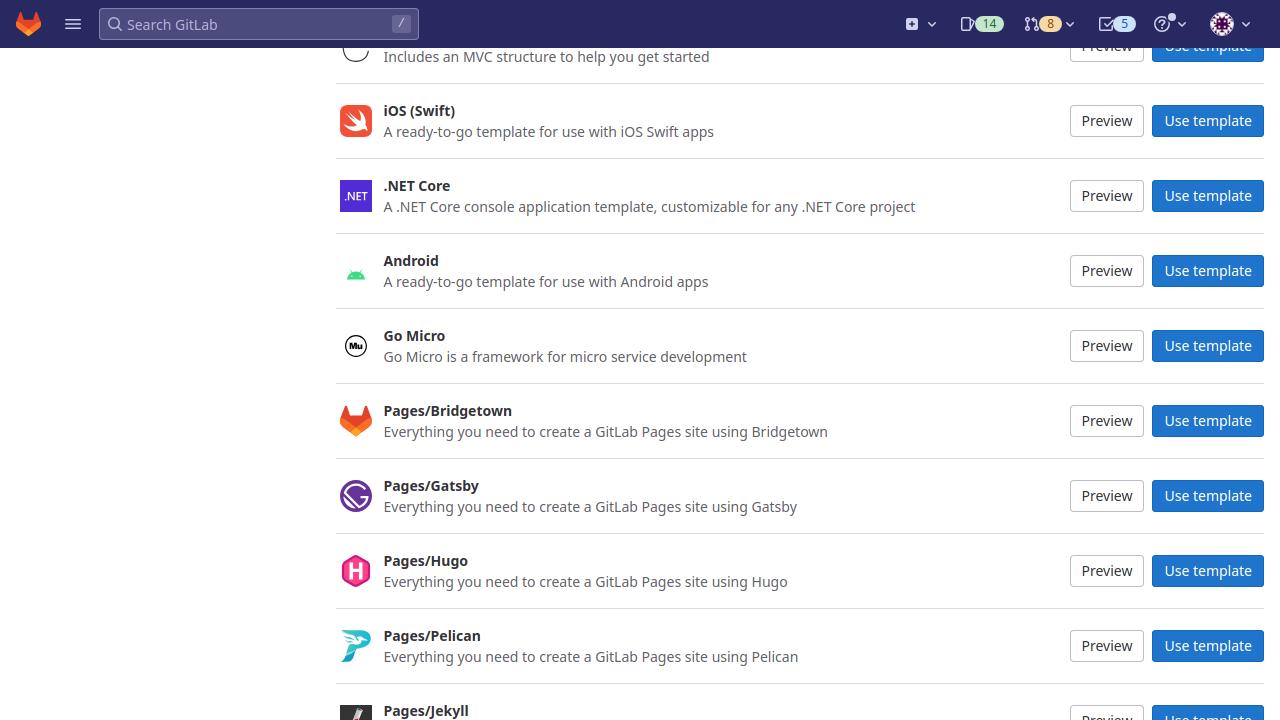 Search GitLab
/
14
8
5
Includes an MVC structure to help you get started
Preview
Use template
iOS (Swift)
A ready-to-go template for use with iOS Swift apps
Preview
Use template
.NET
.NET Core
A .NET Core console application template, customizable for any .NET Core project
Preview
Use template
Android
A ready-to-go template for use with Android apps
Preview
Use template
Mu
Go Micro
Go Micro is a framework for micro service development
Preview
Use template
Pages/Bridgetown
Everything you need to create a GitLab Pages site using Bridgetown
Preview
Use template
Pages/Gatsby
Everything you need to create a GitLab Pages site using Gatsby
Preview
Use template
H
Pages/Hugo
Everything you need to create a GitLab Pages site using Hugo
Preview
Use template
Pages/Pelican
Everything you need to create a GitLab Pages site using Pelican
Preview
Use template
Pages/Jekyll
Preview
Use template